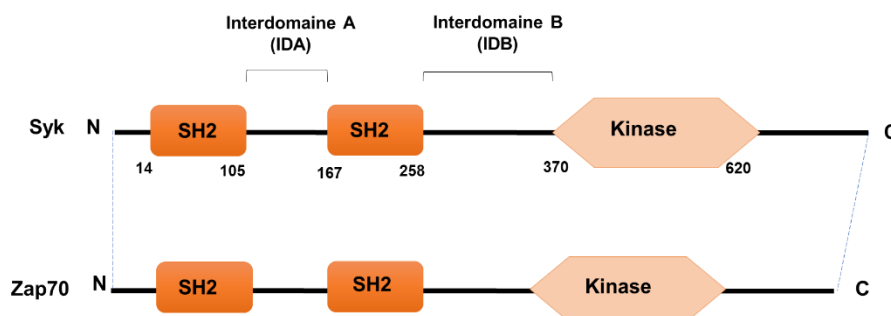 Interdomaine A
(IDA)
Interdomaine B
(IDB)
Syk N SH2 SH2 Kinase C
14 105 167 258 370 620
Zap70 N SH2 SH2 Kinase C